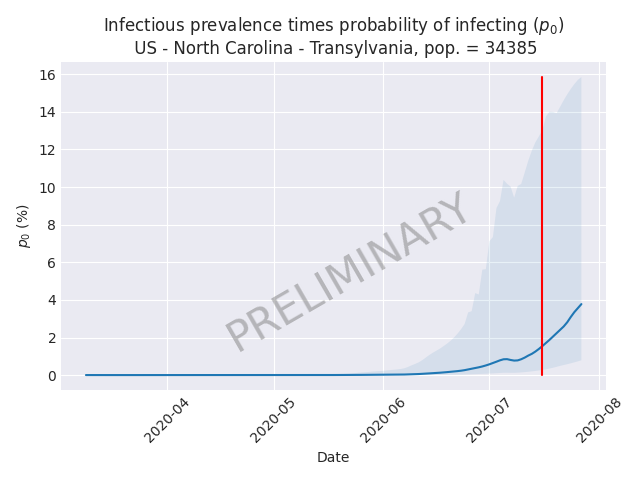 Infectious prevalence times probability of infecting (p₀)
US - North Carolina - Transylvania, pop. = 34385
16
14
12
10
8
6
4
2
0
p₀ (%)
PRELIMINARY
2020-04
2020-05
2020-06
2020-07
2020-08
Date